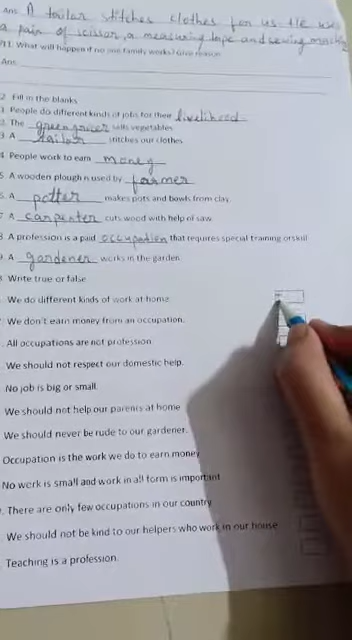 Ans A tailor stitches clothes for us. He use
a pair of scissor, a measuring tape and sewing machine
11. What will happen if no one family works? Give reason
Ans
2. Fill in the blanks
People do different kinds of jobs for their livelihood
The greengrocer sells vegetables
A tailor stitches our clothes
4 People work to earn money
A wooden plough n used by farmer
A potter makes pots and bowls from clay
A carpenter cuts wood with help of saw
8 A profession is a paid occupation that requires special training or skill
A gardener works in the garden
Write true or false
We do different kinds of work at home
We don't earn money from an occupation.
All occupations are not profession
We should not respect our domestic help.
No job is big or small.
We should not help our parents at home
We should never be rude to our gardener.
Occupation is the work we do to earn money
No work is small and work in all form is important
There are only few occupations in our country
We should not be kind to our helpers who work in our house
Teaching is a profession.